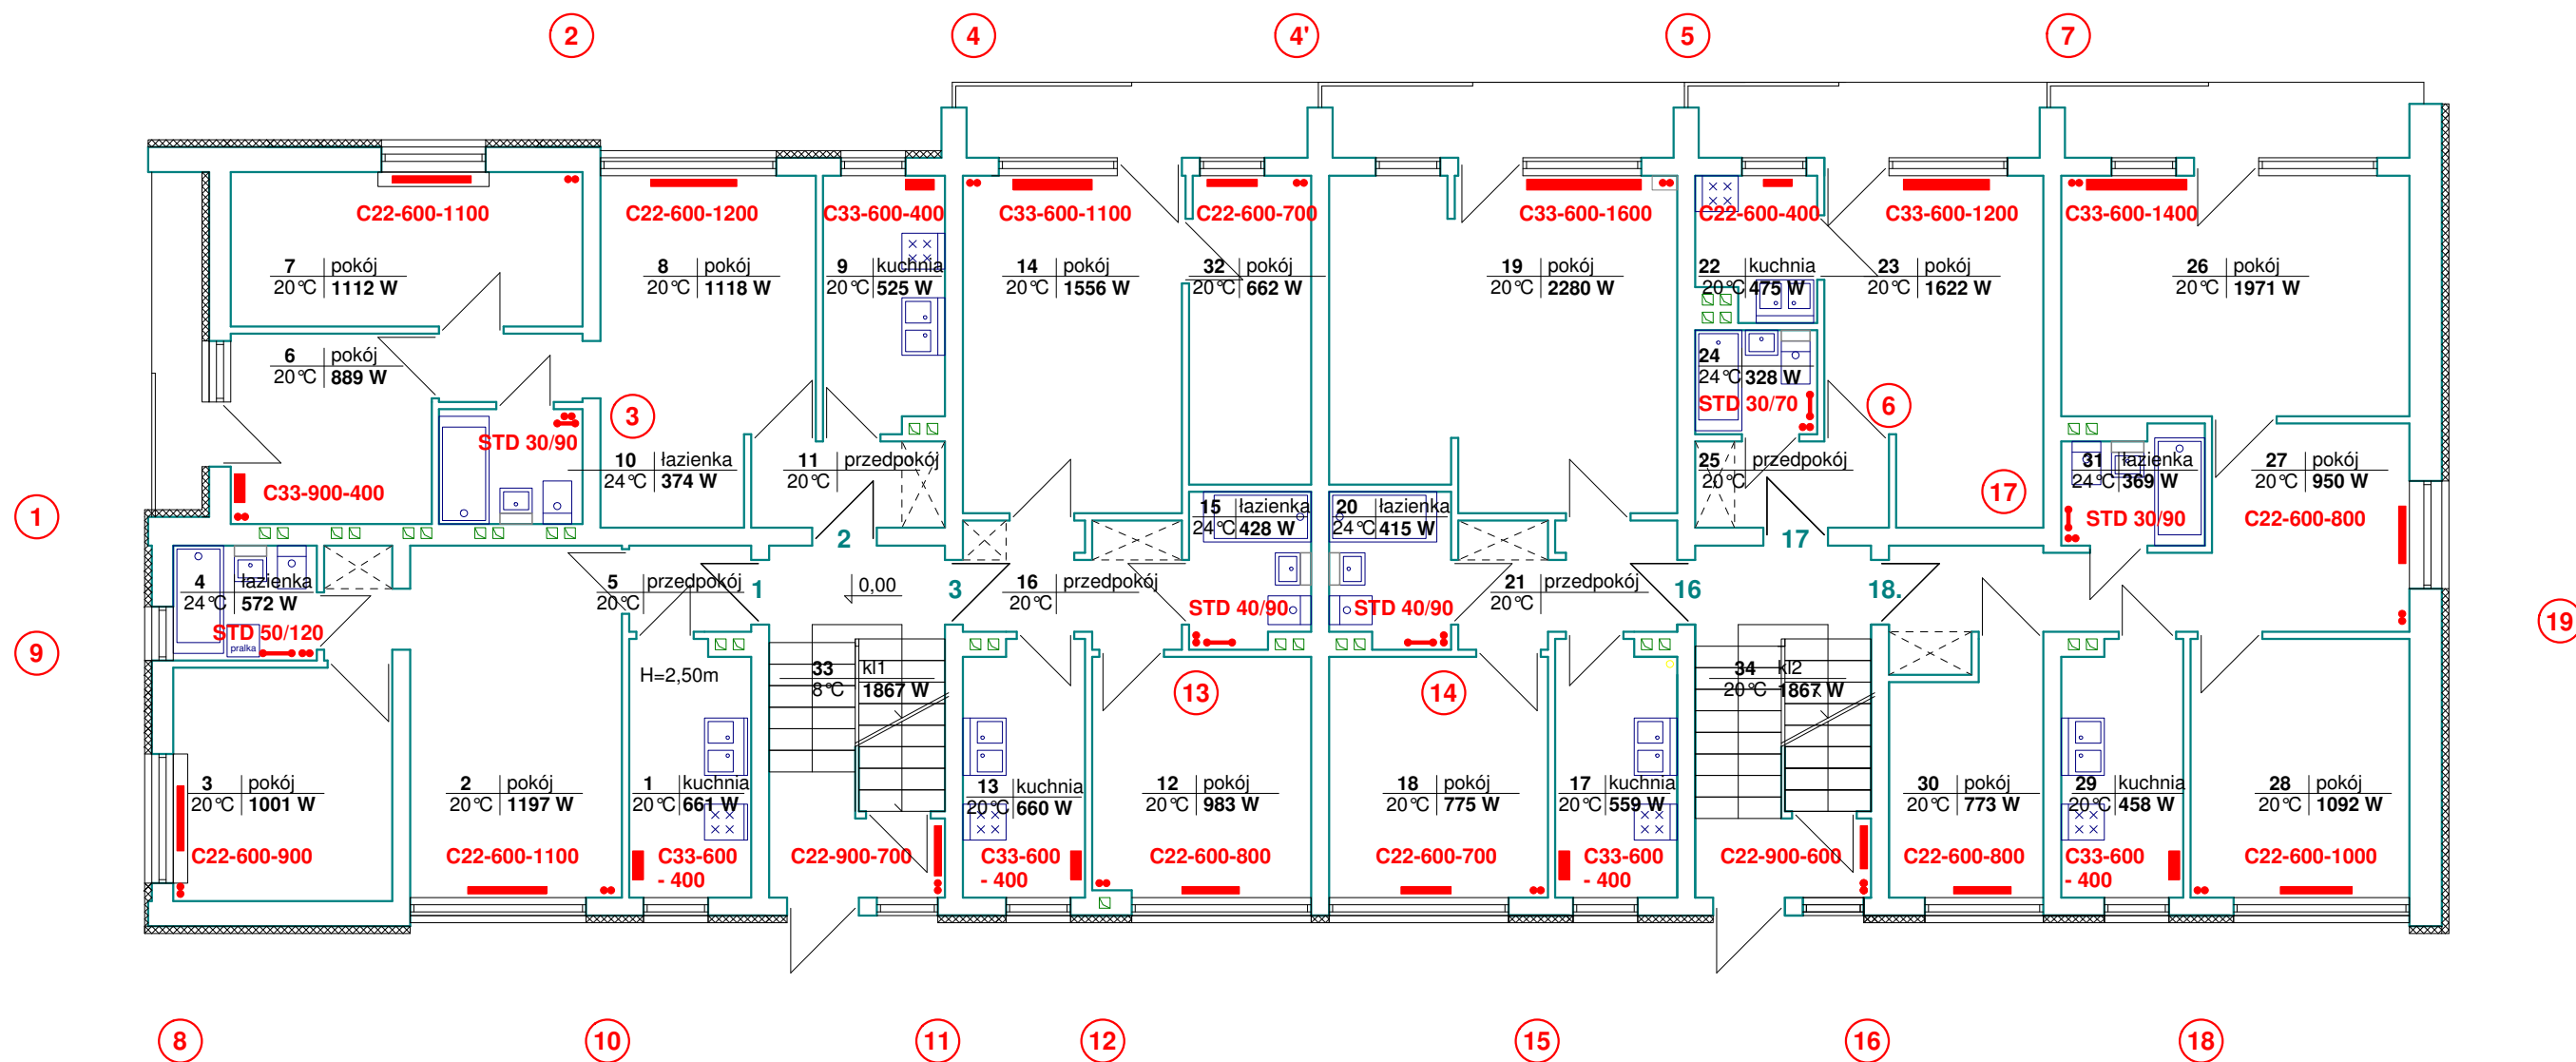 2
4
4'
5
7
C22-600-1100
C22-600-1200
C33-600-400
C33-600-1100
C22-600-700
C33-600-1600
C22-600-400
C33-600-1200
C33-600-1400
7 pokój
20°C 1112 W
8 pokój
20°C 1118 W
9 kuchnia
20°C 525 W
14 pokój
20°C 1556 W
32 pokój
20°C 662 W
19 pokój
20°C 2280 W
22 kuchnia
20°C 475 W
23 pokój
20°C 1622 W
26 pokój
20°C 1971 W
6 pokój
20°C 889 W
24
24°C 328 W
STD 30/70
3
6
STD 30/90
10 łazienka
24°C 374 W
11 przedpokój
20°C
25 przedpokój
20°C
31 łazienka
24°C 369 W
27 pokój
20°C 950 W
C33-900-400
17
1
15 łazienka
24°C 428 W
20 łazienka
24°C 415 W
STD 30/90
C22-600-800
2
17
4 łazienka
24°C 572 W
5 przedpokój
20°C
1
0,00
3
16 przedpokój
20°C
21 przedpokój
20°C
16
18.
STD 50/120
pralka
STD 40/90
STD 40/90
19
9
H=2,50m
33 kl1
8°C 1867 W
13
14
34 kl2
20°C 1867 W
3 pokój
20°C 1001 W
2 pokój
20°C 1197 W
1 kuchnia
20°C 661 W
13 kuchnia
20°C 660 W
12 pokój
20°C 983 W
18 pokój
20°C 775 W
17 kuchnia
20°C 559 W
30 pokój
20°C 773 W
29 kuchnia
20°C 458 W
28 pokój
20°C 1092 W
C22-600-900
C22-600-1100
C33-600
- 400
C22-900-700
C33-600
- 400
C22-600-800
C22-600-700
C33-600
- 400
C22-900-600
C22-600-800
C33-600
- 400
C22-600-1000
8
10
11
12
15
16
18